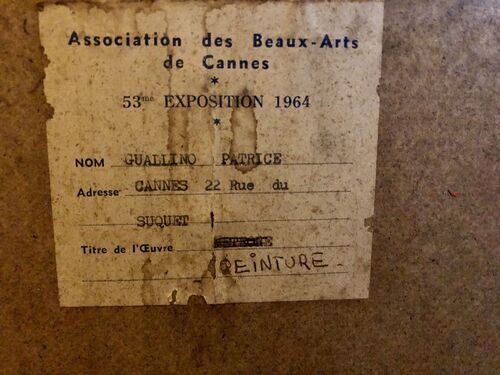 Association des Beaux-Arts
de Cannes
*
53me EXPOSITION 1964
*
NOM GUALLINO PATRICE
Adresse CANNES 22 Rue du
SUQUET
Titre de l'Œuvre
PEINTURE